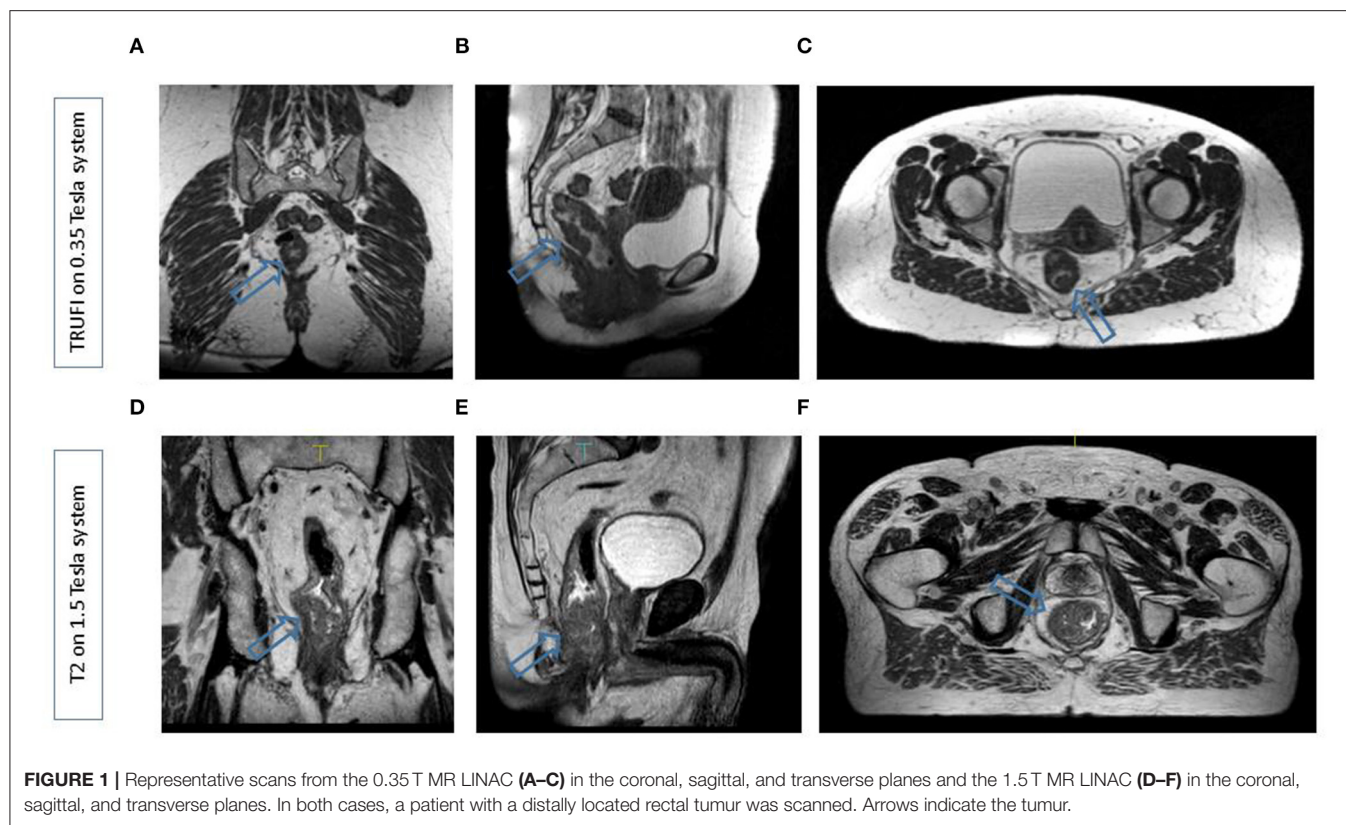 A
B
C
TRUFI on 0.35 Tesla system
D
E
F
T2 on 1.5 Tesla system
T
T
FIGURE 1 | Representative scans from the 0.35 T MR LINAC (A–C) in the coronal, sagittal, and transverse planes and the 1.5 T MR LINAC (D–F) in the coronal,
sagittal, and transverse planes. In both cases, a patient with a distally located rectal tumur was scanned. Arrows indicate the tumur.